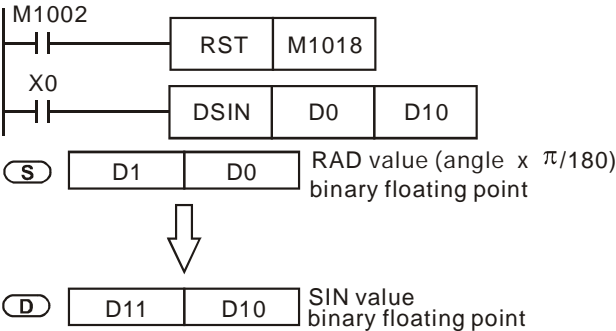 M1002
RST M1018
X0
DSIN D0 D10
S D1 D0 RAD value (angle x π/180)
binary floating point
D D11 D10 SIN value
binary floating point